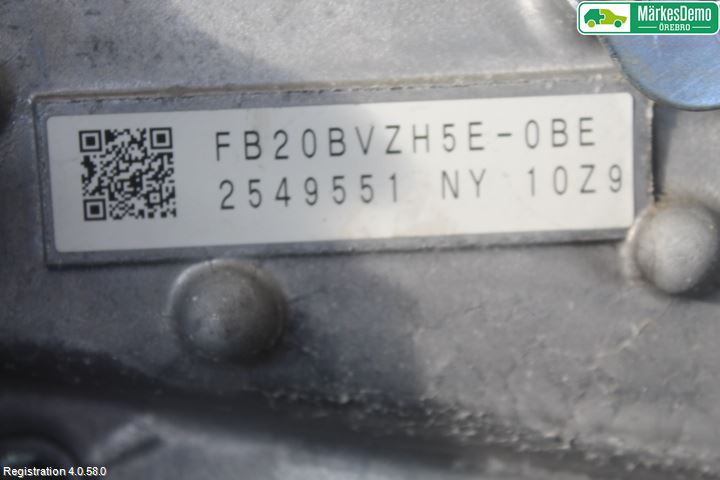 MärkesDemo
ÖREBRO
FB20BVZH5E-0BE
2549551 NY 10Z9
Registration 4.0.58.0